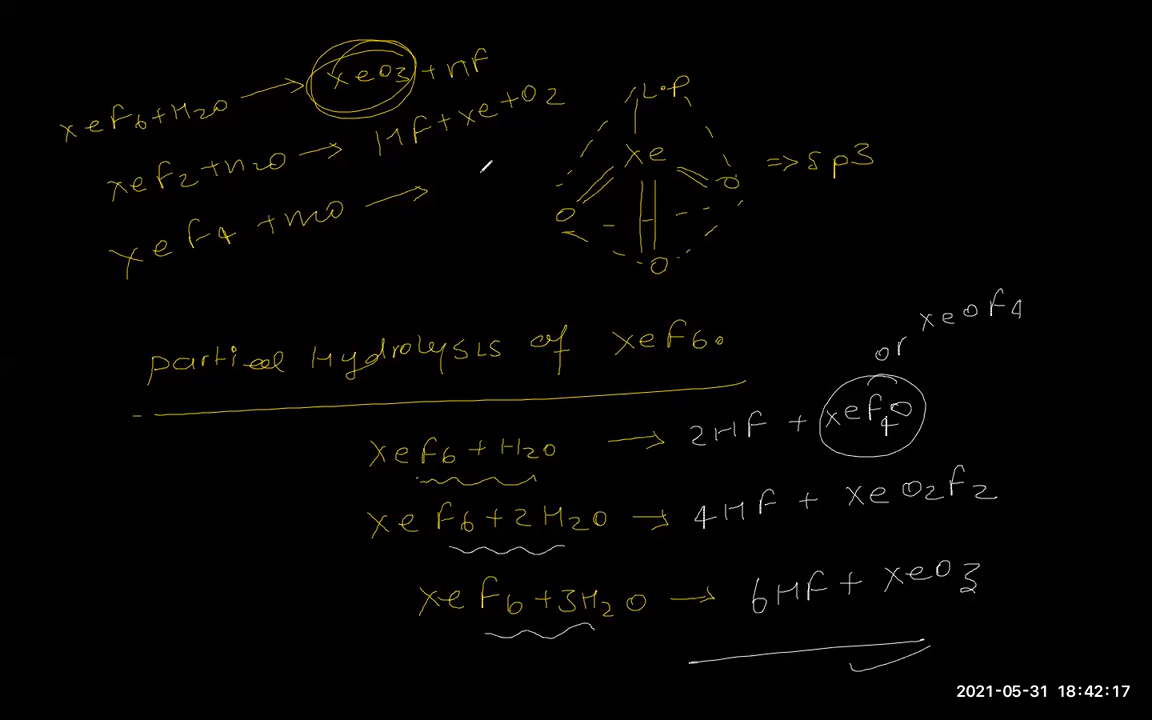 xeF6+H2O → xeO3 + HF
xeF2+H2O → HF+xe+O2
xeF4 +H2O →
L.P
Xe
O
O
O
=> sp3
partial Hydrolysis of xeF6.
xeOF4
or
xeF6 + H2O → 2HF + xeF4O
xeF6 + 2H2O → 4HF + xeO2F2
xeF6 + 3H2O → 6HF + xeO3
2021-05-31 18:42:17